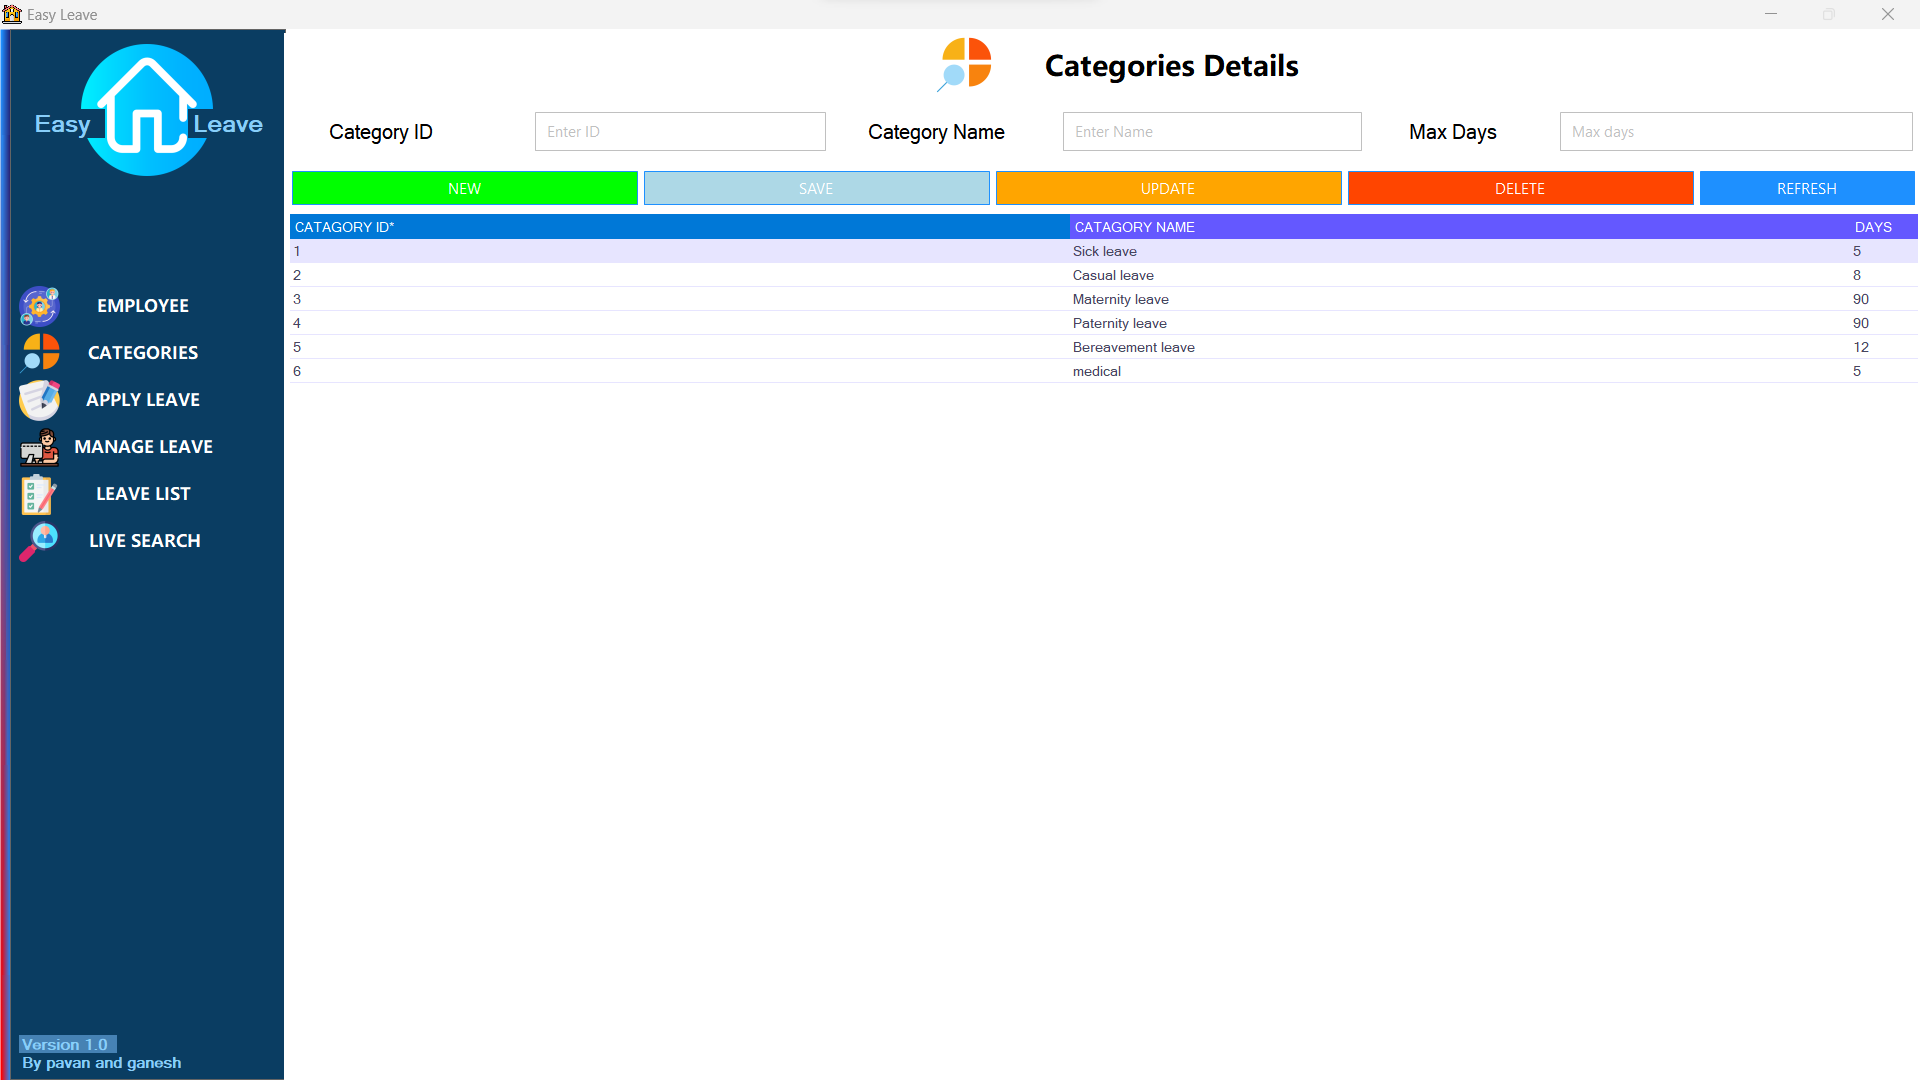 Easy Leave
Easy Leave
Categories Details
Category ID Enter ID Category Name Enter Name Max Days Max days
NEW SAVE UPDATE DELETE REFRESH
CATAGORY ID* CATAGORY NAME DAYS
1 Sick leave 5
2 Casual leave 8
3 Maternity leave 90
4 Paternity leave 90
5 Bereavement leave 12
6 medical 5
EMPLOYEE
CATEGORIES
APPLY LEAVE
MANAGE LEAVE
LEAVE LIST
LIVE SEARCH
Version 1.0
By pavan and ganesh